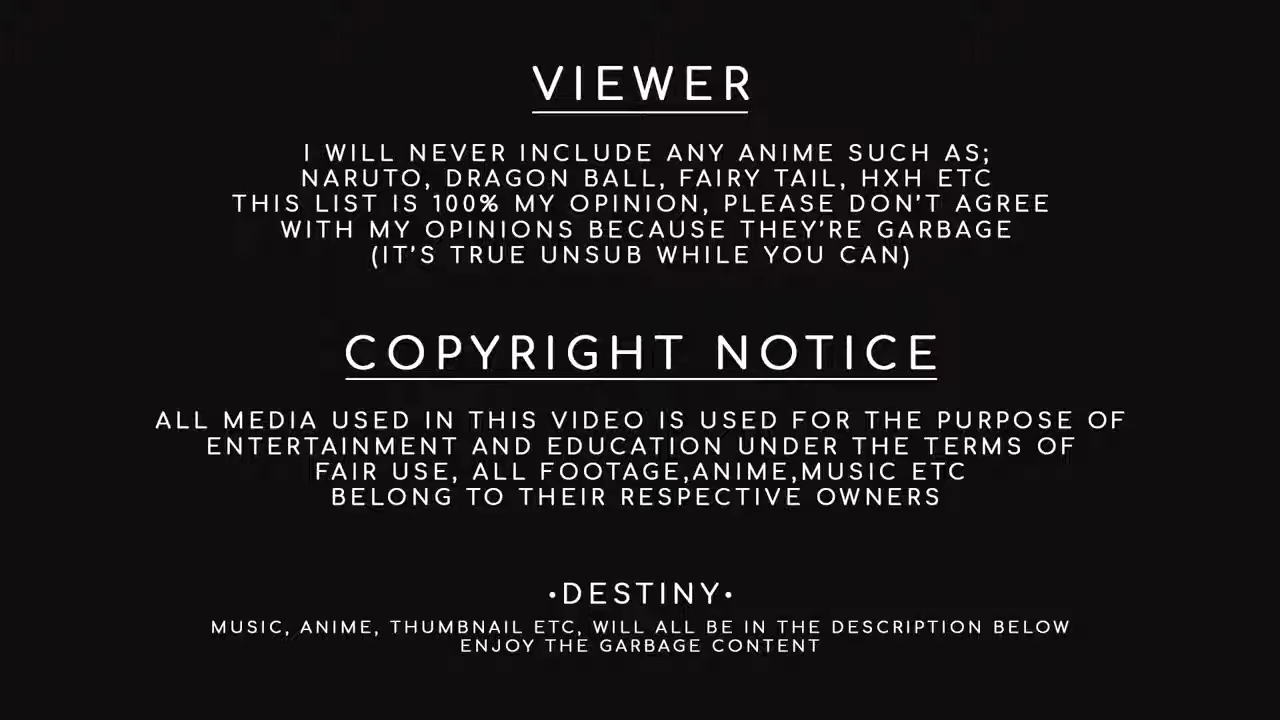 VIEWER
I WILL NEVER INCLUDE ANY ANIME SUCH AS;
NARUTO, DRAGON BALL, FAIRY TAIL, HXH ETC
THIS LIST IS 100% MY OPINION, PLEASE DON'T AGREE
WITH MY OPINIONS BECAUSE THEY'RE GARBAGE
(IT'S TRUE UNSUB WHILE YOU CAN)
COPYRIGHT NOTICE
ALL MEDIA USED IN THIS VIDEO IS USED FOR THE PURPOSE OF
ENTERTAINMENT AND EDUCATION UNDER THE TERMS OF
FAIR USE, ALL FOOTAGE,ANIME,MUSIC ETC
BELONG TO THEIR RESPECTIVE OWNERS
•DESTINY•
MUSIC, ANIME, THUMBNAIL ETC, WILL ALL BE IN THE DESCRIPTION BELOW
ENJOY THE GARBAGE CONTENT